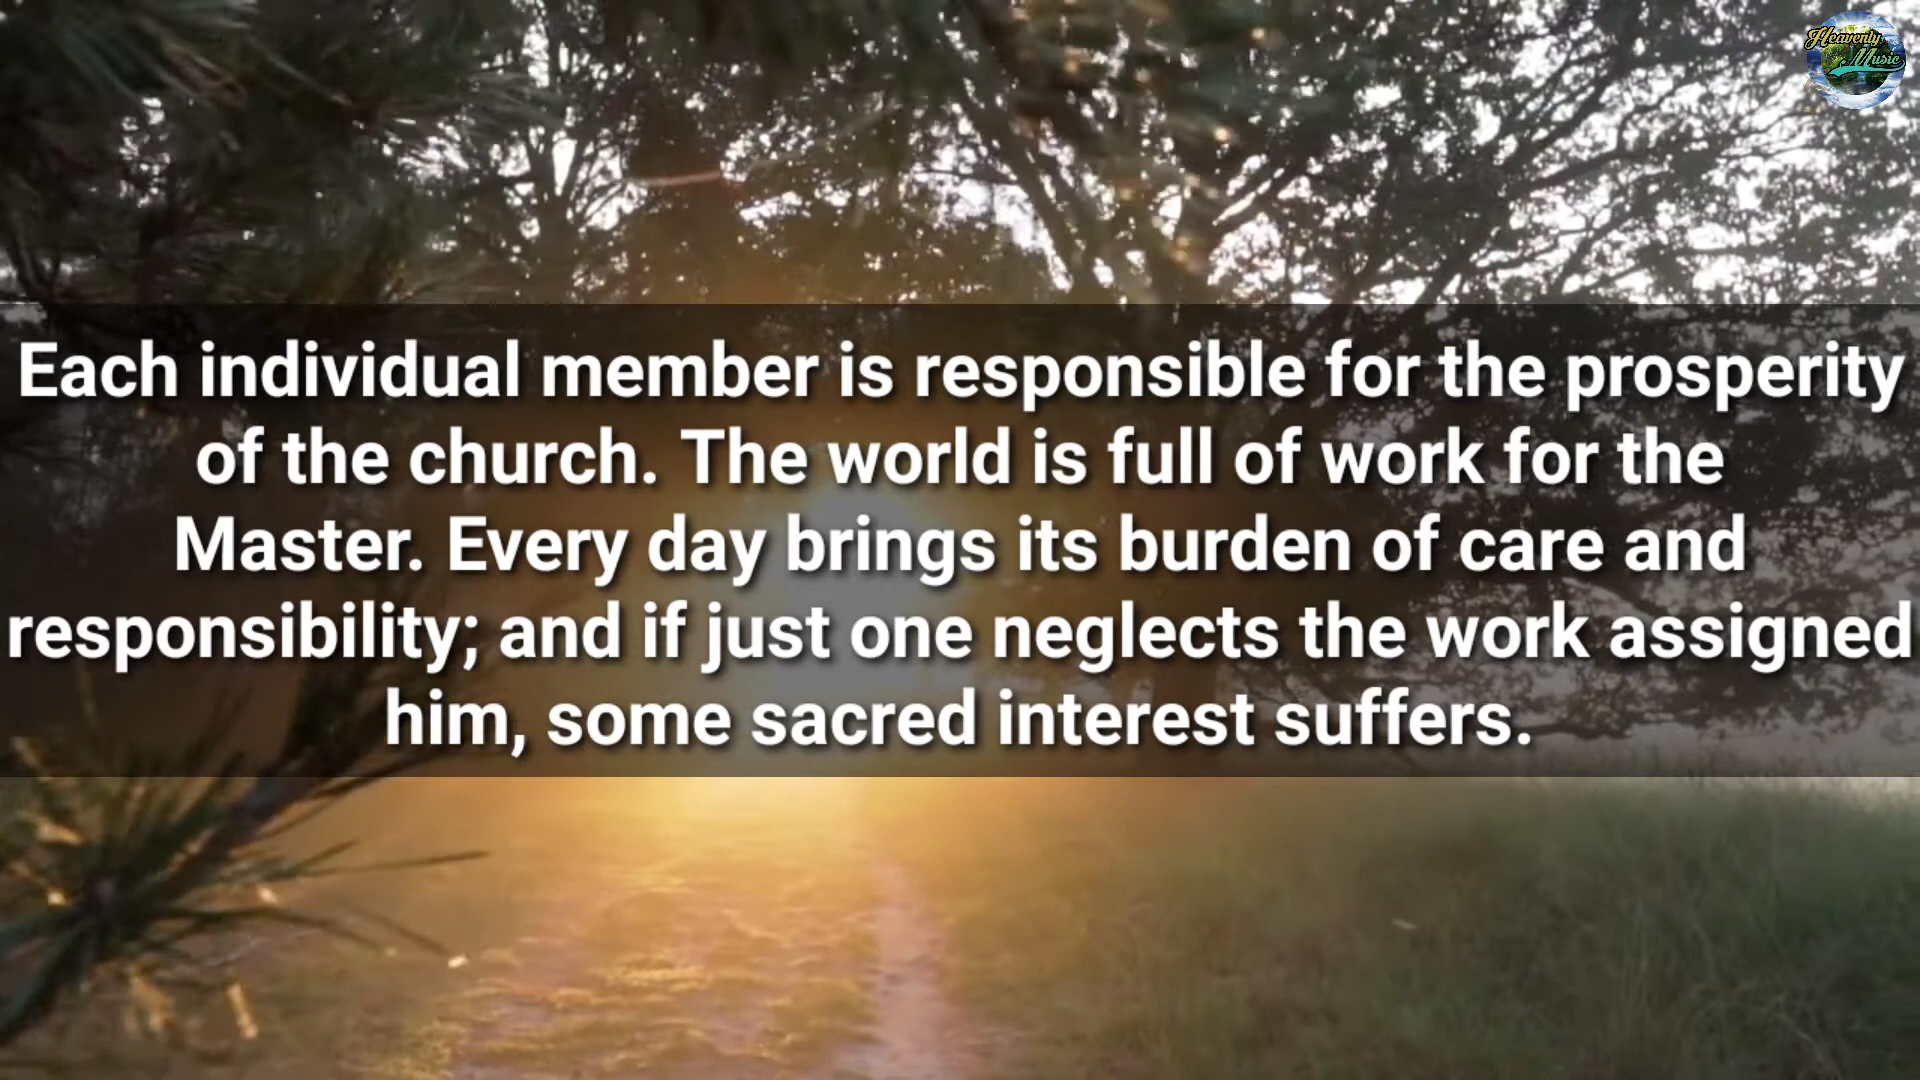 Heavenly
Music
Each individual member is responsible for the prosperity
of the church. The world is full of work for the
Master. Every day brings its burden of care and
responsibility; and if just one neglects the work assigned
him, some sacred interest suffers.